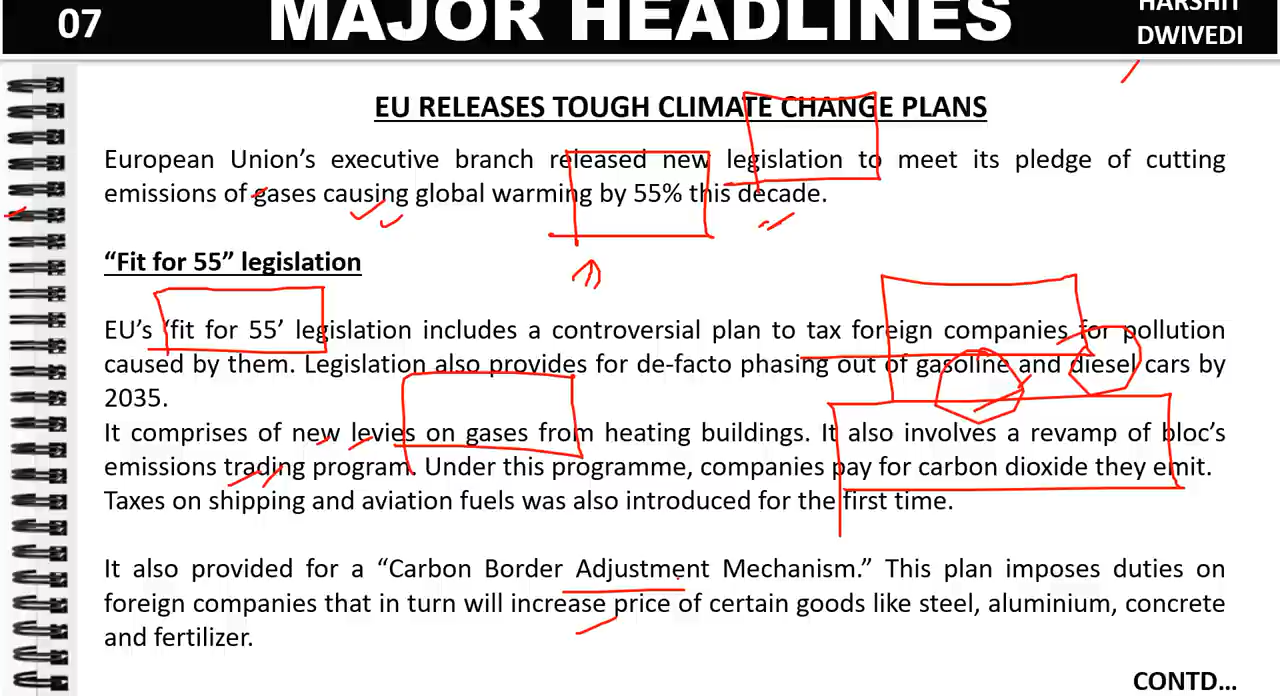 07
MAJOR HEADLINES
HARSHIT
DWIVEDI
EU RELEASES TOUGH CLIMATE CHANGE PLANS
European Union’s executive branch released new legislation to meet its pledge of cutting
emissions of gases causing global warming by 55% this decade.
“Fit for 55” legislation
EU’s ‘fit for 55’ legislation includes a controversial plan to tax foreign companies for pollution
caused by them. Legislation also provides for de-facto phasing out of gasoline and diesel cars by
2035.
It comprises of new levies on gases from heating buildings. It also involves a revamp of bloc’s
emissions trading program. Under this programme, companies pay for carbon dioxide they emit.
Taxes on shipping and aviation fuels was also introduced for the first time.
It also provided for a “Carbon Border Adjustment Mechanism.” This plan imposes duties on
foreign companies that in turn will increase price of certain goods like steel, aluminium, concrete
and fertilizer.
CONTD...